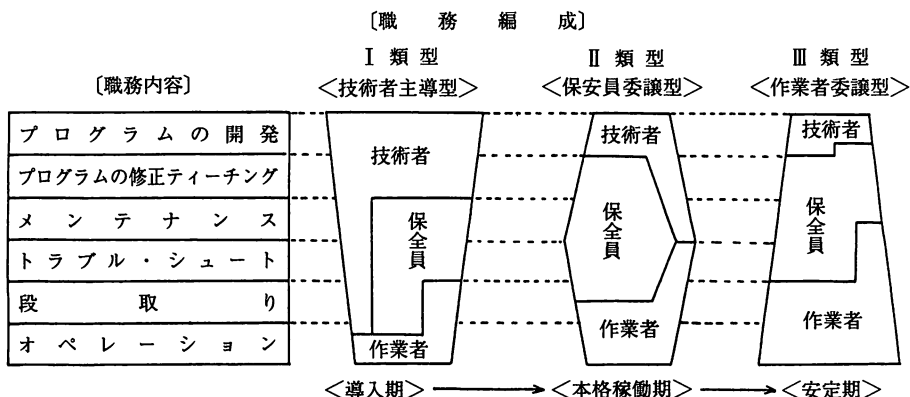 〔職務編成〕
Ⅰ類型 Ⅱ類型 Ⅲ類型
〔職務内容〕 <技術者主導型> <保安員委譲型> <作業者委譲型>
プログラムの開発
プログラムの修正ティーチング
メンテナンス
トラブル・シュート
段取り
オペレーション
技術者
保全員
作業者
技術者
保全員
作業者
技術者
保全員
作業者
<導入期> <本格稼働期> <安定期>